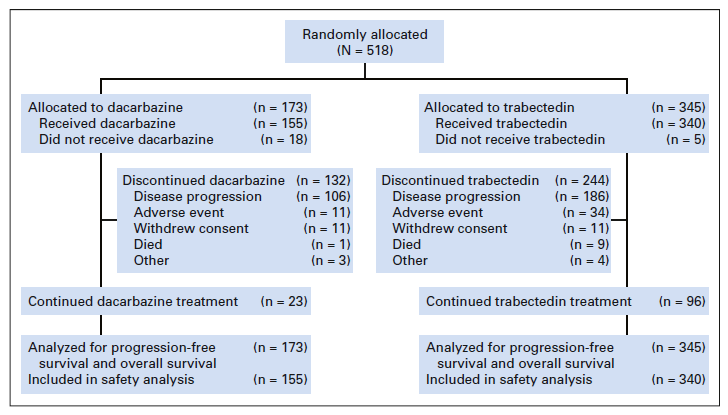 Randomly allocated
(N = 518)
Allocated to dacarbazine (n = 173)
Received dacarbazine (n = 155)
Did not receive dacarbazine (n = 18)
Allocated to trabectedin (n = 345)
Received trabectedin (n = 340)
Did not receive trabectedin (n = 5)
Discontinued dacarbazine (n = 132)
Disease progression (n = 106)
Adverse event (n = 11)
Withdrew consent (n = 11)
Died (n = 1)
Other (n = 3)
Discontinued trabectedin (n = 244)
Disease progression (n = 186)
Adverse event (n = 34)
Withdrew consent (n = 11)
Died (n = 9)
Other (n = 4)
Continued dacarbazine treatment (n = 23)
Continued trabectedin treatment (n = 96)
Analyzed for progression-free (n = 173)
survival and overall survival
Included in safety analysis (n = 155)
Analyzed for progression-free (n = 345)
survival and overall survival
Included in safety analysis (n = 340)